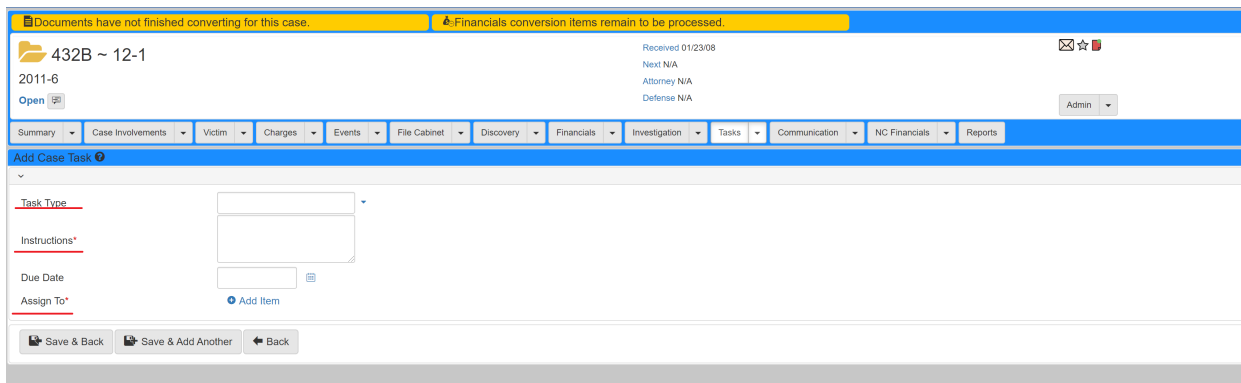 Documents have not finished converting for this case.
Financials conversion items remain to be processed.
432B ~ 12-1
2011-6
Open
Received 01/23/08
Next N/A
Attorney N/A
Defense N/A
Admin
Summary Case Involvements Victim Charges Events File Cabinet Discovery Financials Investigation Tasks Communication NC Financials Reports
Add Case Task ?
Task Type
Instructions*
Due Date
Assign To*
Add Item
Save & Back
Save & Add Another
Back